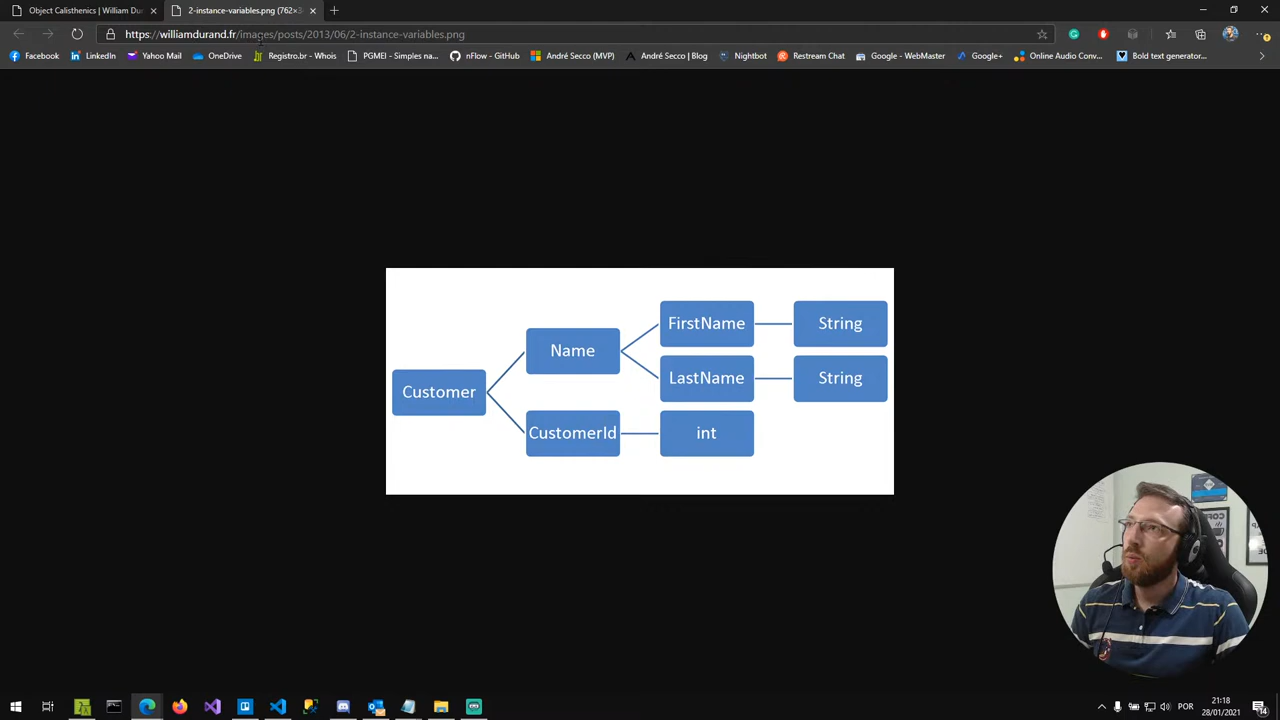 Object Calisthenics | William Du
2-instance-variables.png (762×3
https://williamdurand.fr/images/posts/2013/06/2-instance-variables.png
Facebook
LinkedIn
Yahoo Mail
OneDrive
Registro.br - Whois
PGMEI - Simples na...
nFlow - GitHub
André Secco (MVP)
André Secco | Blog
Nightbot
Restream Chat
Google - WebMaster
Google+
Online Audio Conv...
Bold text generator...
FirstName
String
Name
LastName
String
Customer
CustomerId
int
POR
21:18
28/01/2021